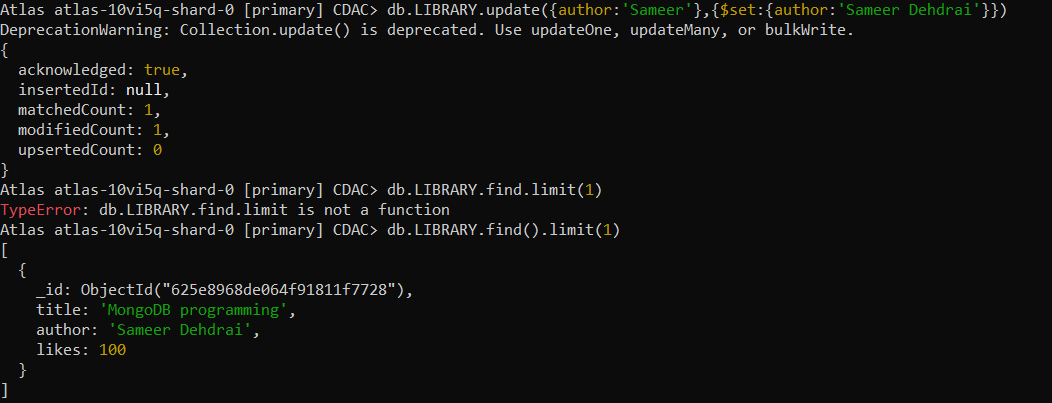 Atlas atlas-10vi5q-shard-0 [primary] CDAC> db.LIBRARY.update({author:'Sameer'},{$set:{author:'Sameer Dehdrai'}})
DeprecationWarning: Collection.update() is deprecated. Use updateOne, updateMany, or bulkWrite.
{
  acknowledged: true,
  insertedId: null,
  matchedCount: 1,
  modifiedCount: 1,
  upsertedCount: 0
}
Atlas atlas-10vi5q-shard-0 [primary] CDAC> db.LIBRARY.find.limit(1)
TypeError: db.LIBRARY.find.limit is not a function
Atlas atlas-10vi5q-shard-0 [primary] CDAC> db.LIBRARY.find().limit(1)
[
  {
    _id: ObjectId("625e8968de064f91811f7728"),
    title: 'MongoDB programming',
    author: 'Sameer Dehdrai',
    likes: 100
  }
]